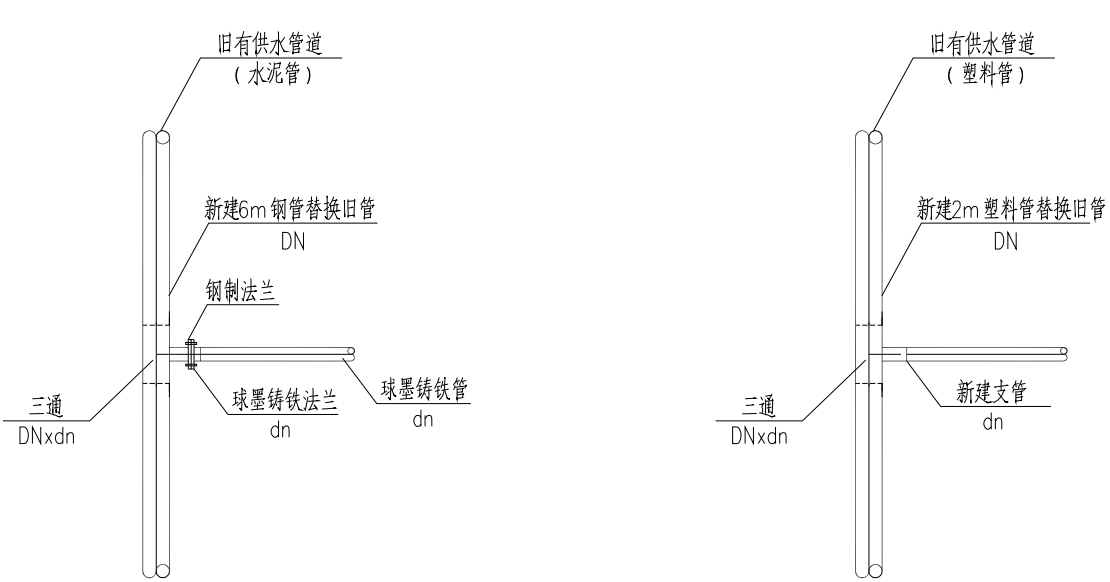 旧有供水管道
（水泥管）
新建6m 钢管替换旧管
DN
钢制法兰
球墨铸铁法兰
dn
球墨铸铁管
dn
三通
DNxdn
旧有供水管道
（塑料管）
新建2m 塑料管替换旧管
DN
新建支管
dn
三通
DNxdn